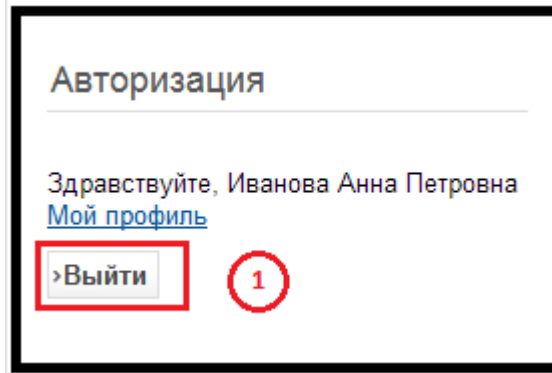 Авторизация
Здравствуйте, Иванова Анна Петровна
Мой профиль
›Выйти
1